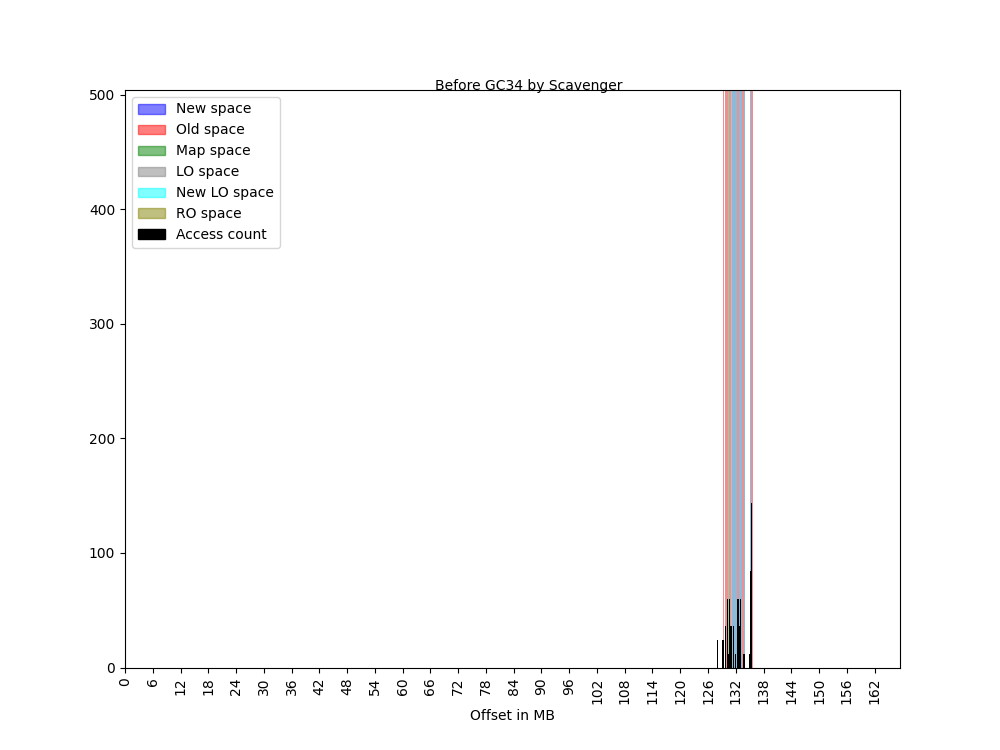 Before GC34 by Scavenger
500
400
300
200
100
0
New space
Old space
Map space
LO space
New LO space
RO space
Access count
0 6 12 18 24 30 36 42 48 54 60 66 72 78 84 90 96 102 108 114 120 126 132 138 144 150 156 162
Offset in MB